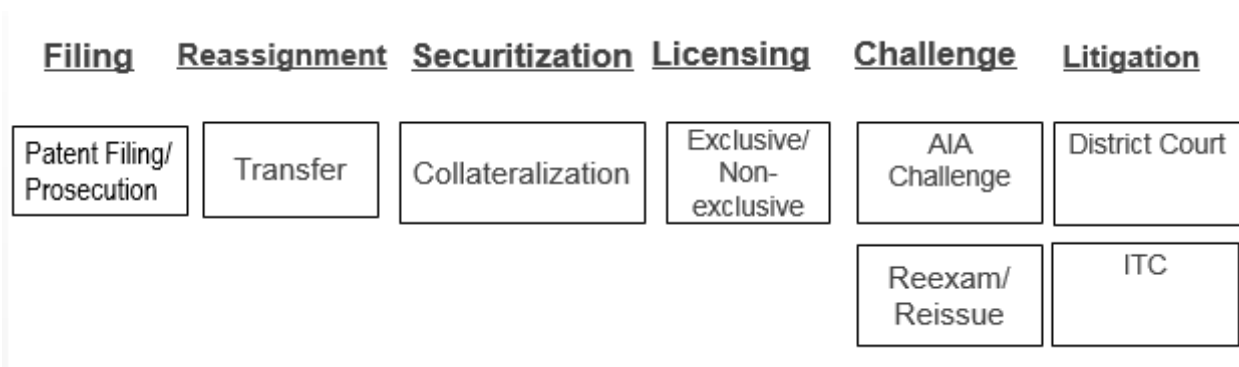 Filing Reassignment Securitization Licensing Challenge Litigation
Patent Filing/
Prosecution
Transfer
Collateralization
Exclusive/
Non-
exclusive
AIA
Challenge
District Court
Reexam/
Reissue
ITC